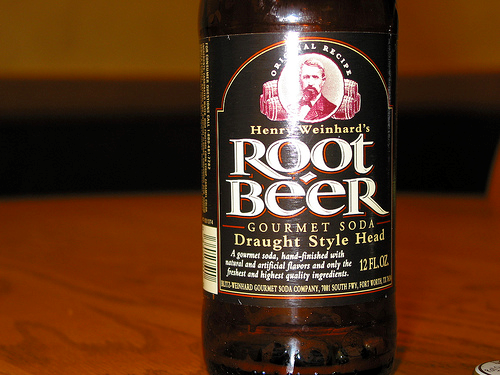 ORIGINAL RECIPE
Henry Weinhard's
ROOT
BEER
GOURMET SODA
Draught Style Head
A gourmet soda, hand-finished with
natural and artificial flavors and only the
freshest and highest quality ingredients.
12 FL. OZ.
BLITZ-WEINHARD GOURMET SODA COMPANY, 7001 SOUTH FWY, FORT WORTH, TX